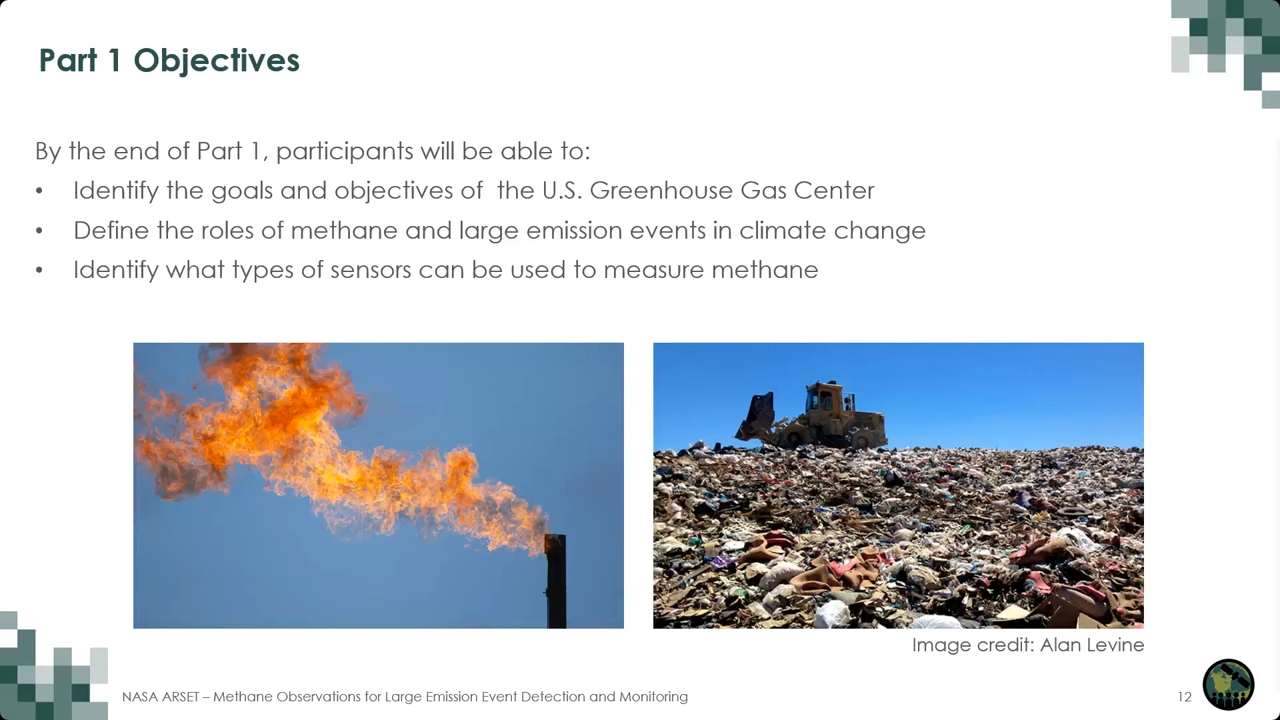 Part 1 Objectives
By the end of Part 1, participants will be able to:
• Identify the goals and objectives of  the U.S. Greenhouse Gas Center
• Define the roles of methane and large emission events in climate change
• Identify what types of sensors can be used to measure methane
Image credit: Alan Levine
NASA ARSET – Methane Observations for Large Emission Event Detection and Monitoring
12